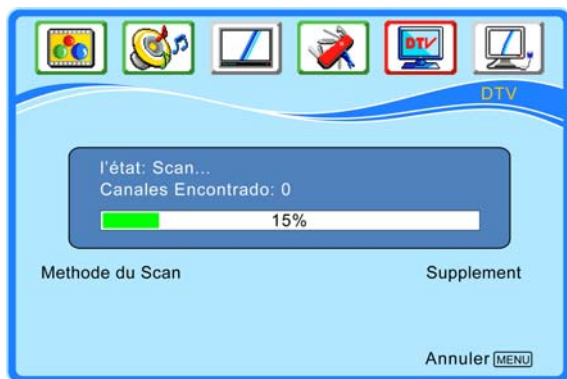 DTV
DTV
l'état: Scan...
Canales Encontrado: 0
15%
Methode du Scan Supplement
Annuler MENU